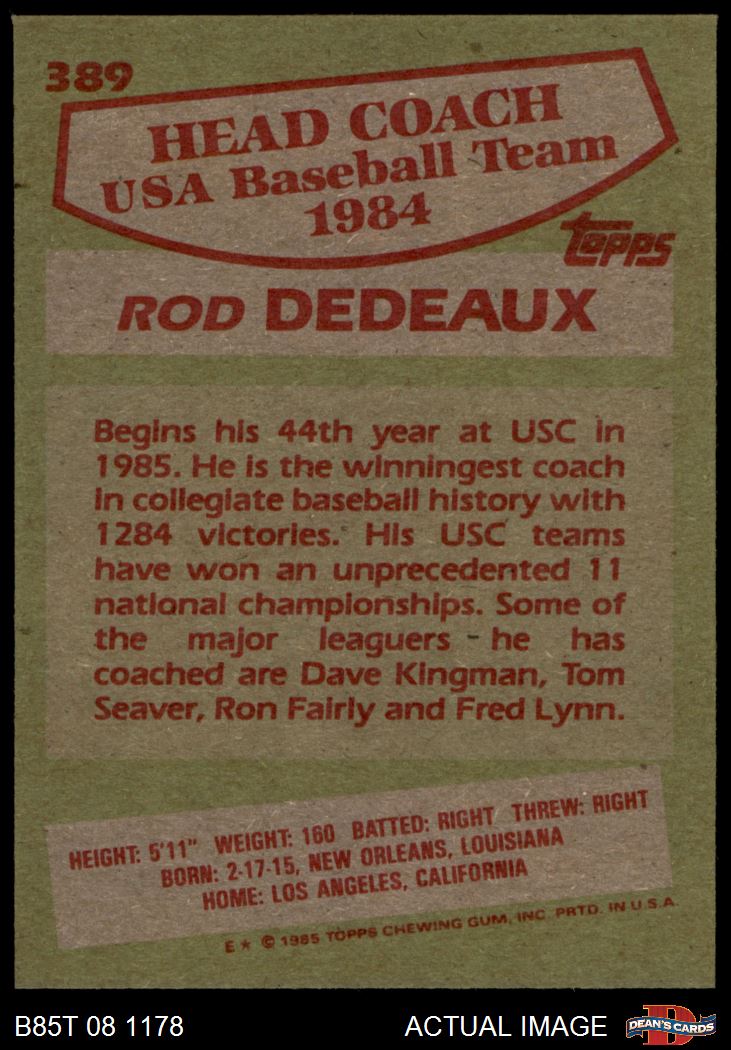 389
HEAD COACH
USA Baseball Team
1984
topps
ROD DEDEAUX
Begins his 44th year at USC in
1985. He is the winningest coach
in collegiate baseball history with
1284 victories. His USC teams
have won an unprecedented 11
national championships. Some of
the major leaguers he has
coached are Dave Kingman, Tom
Seaver, Ron Fairly and Fred Lynn.
HEIGHT: 5'11" WEIGHT: 160 BATTED: RIGHT THREW: RIGHT
BORN: 2-17-15, NEW ORLEANS, LOUISIANA
HOME: LOS ANGELES, CALIFORNIA
E * © 1985 TOPPS CHEWING GUM, INC. PRTD. IN U.S.A.
B85T 08 1178 ACTUAL IMAGE D DEAN'S CARDS